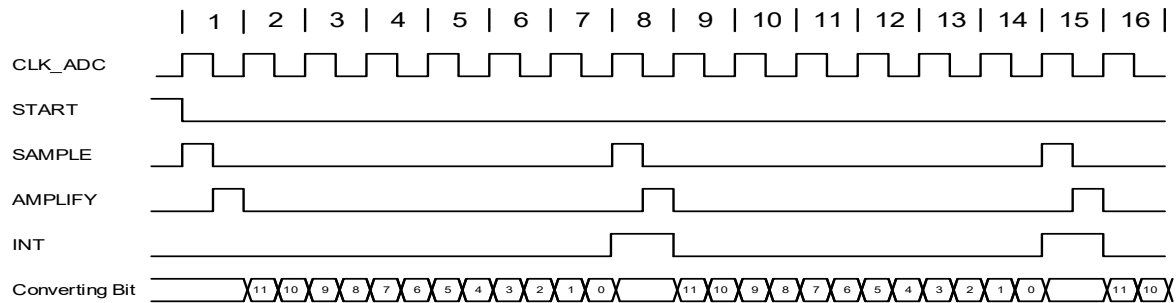 1 2 3 4 5 6 7 8 9 10 11 12 13 14 15 16
CLK_ADC
START
SAMPLE
AMPLIFY
INT
Converting Bit 11 10 9 8 7 6 5 4 3 2 1 0 11 10 9 8 7 6 5 4 3 2 1 0 11 10